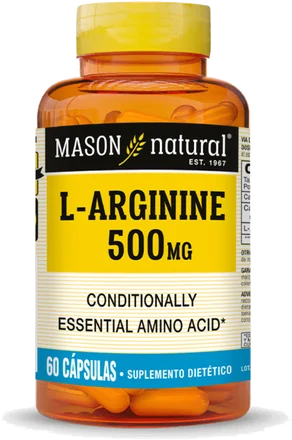 MASON natural®
EST. 1967
L-ARGININE
500MG
CONDITIONALLY
ESSENTIAL AMINO ACID*
60 CÁPSULAS • SUPLEMENTO DIETÉTICO